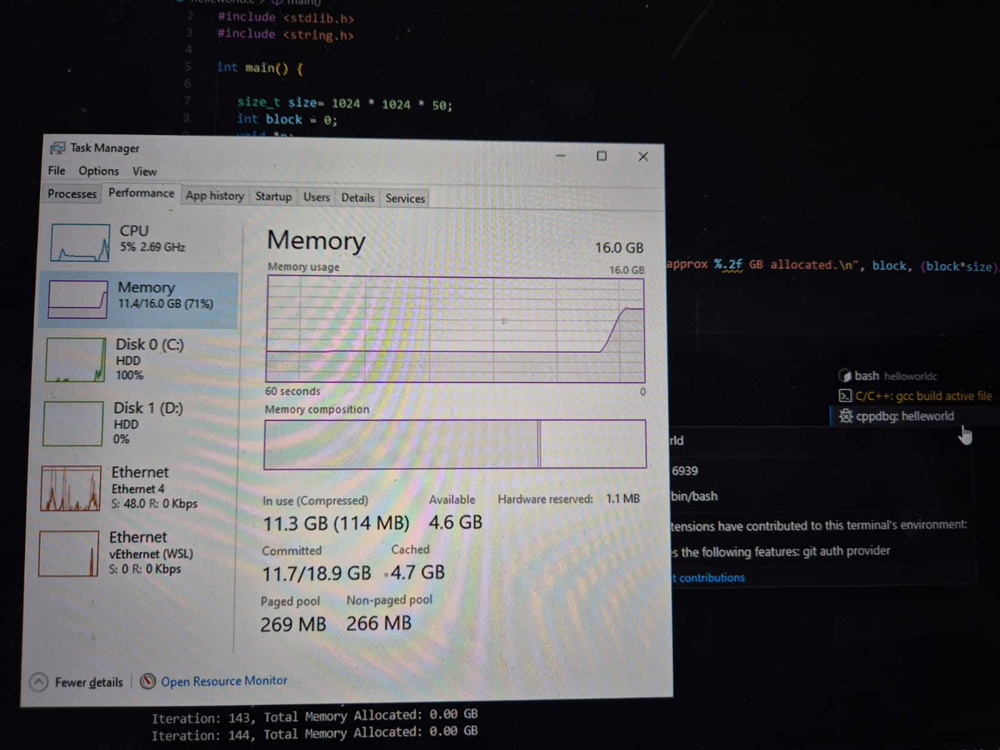 main()
2 #include <stdlib.h>
3 #include <string.h>
4
5 int main() {
6
7 size_t size= 1024 * 1024 * 50;
8 int block = 0;
void *p;
Task Manager
File Options View
Processes Performance App history Startup Users Details Services
CPU
5% 2.69 GHz
Memory
11.4/16.0 GB (71%)
Disk 0 (C:)
HDD
100%
Disk 1 (D:)
HDD
0%
Ethernet
Ethernet 4
S: 48.0 R: 0 Kbps
Ethernet
vEthernet (WSL)
S: 0 R: 0 Kbps
Memory 16.0 GB
Memory usage 16.0 GB
60 seconds 0
Memory composition
In use (Compressed) Available Hardware reserved: 1.1 MB
11.3 GB (114 MB) 4.6 GB
Committed Cached
11.7/18.9 GB 4.7 GB
Paged pool Non-paged pool
269 MB 266 MB
Fewer details Open Resource Monitor
approx %.2f GB allocated.\n", block, (block*size)
bash helloworldc
C/C++: gcc build active file
cppdbg: helleworld
rld
6939
bin/bash
tensions have contributed to this terminal's environment:
s the following features: git auth provider
t contributions
Iteration: 143, Total Memory Allocated: 0.00 GB
Iteration: 144, Total Memory Allocated: 0.00 GB